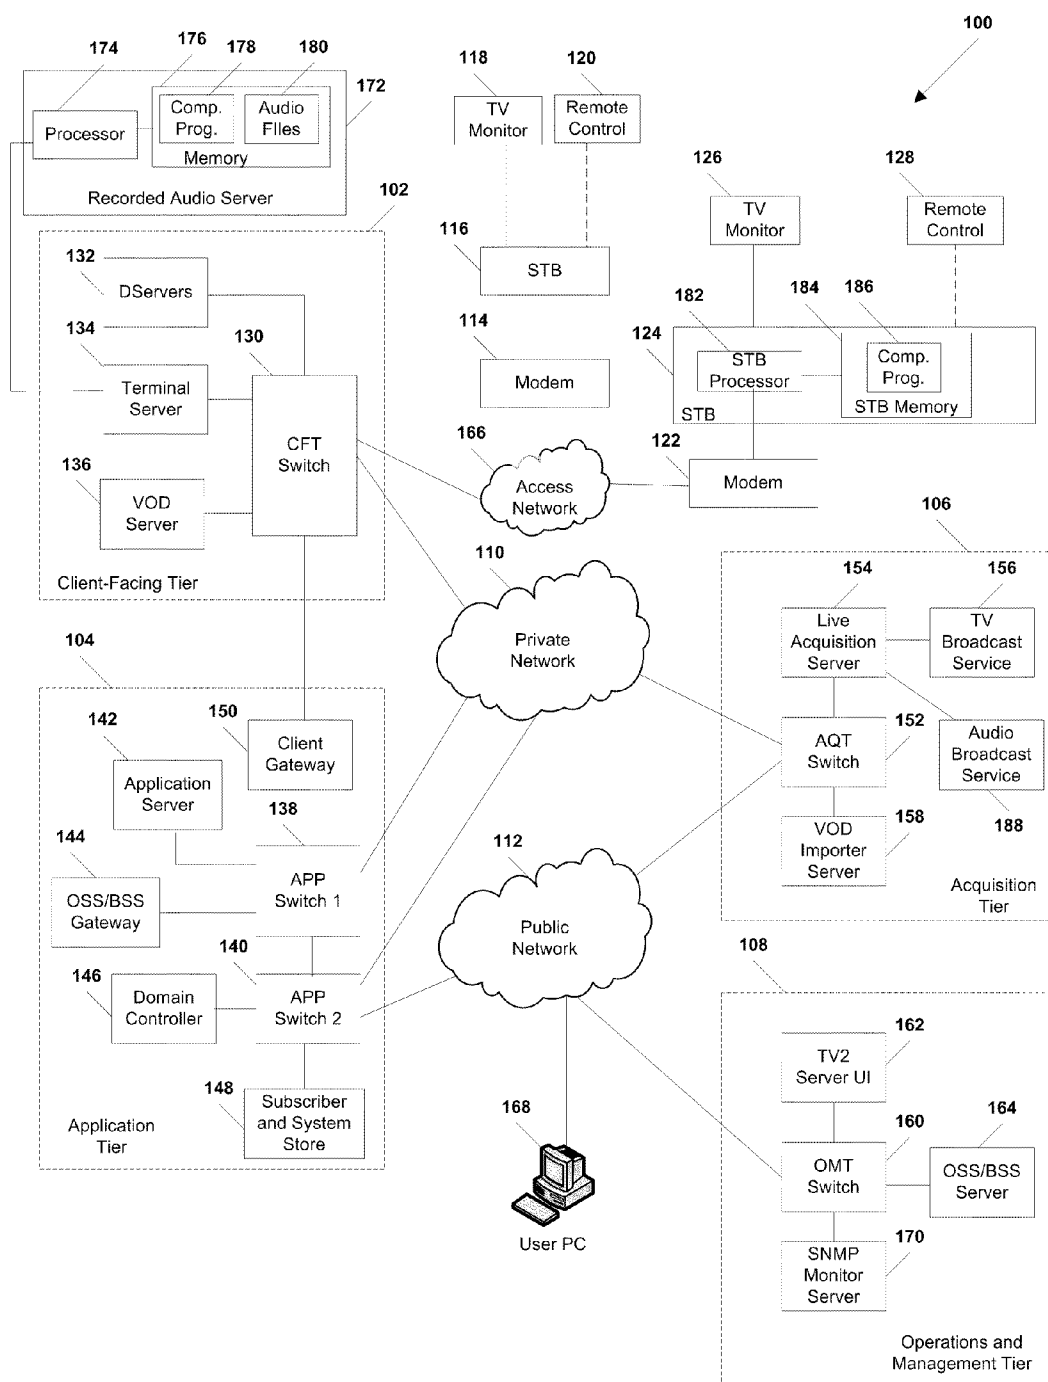 100
174
176
178
180
172
Comp.
Prog.
Audio
FIles
Processor
Memory
Recorded Audio Server
118
120
TV
Monitor
Remote
Control
126
128
TV
Monitor
Remote
Control
102
116
STB
132
DServers
134
Terminal
Server
130
CFT
Switch
136
VOD
Server
Client-Facing Tier
114
Modem
182
184
186
124
STB
Processor
Comp.
Prog.
STB Memory
STB
166
Access
Network
122
Modem
106
110
Private
Network
154
156
Live
Acquisition
Server
TV
Broadcast
Service
152
AQT
Switch
Audio
Broadcast
Service
188
158
VOD
Importer
Server
Acquisition
Tier
104
142
150
Client
Gateway
Application
Server
138
144
APP
Switch 1
OSS/BSS
Gateway
140
146
Domain
Controller
APP
Switch 2
148
Subscriber
and System
Store
Application
Tier
112
Public
Network
168
User PC
108
162
TV2
Server UI
160
164
OMT
Switch
OSS/BSS
Server
170
SNMP
Monitor
Server
Operations and
Management Tier